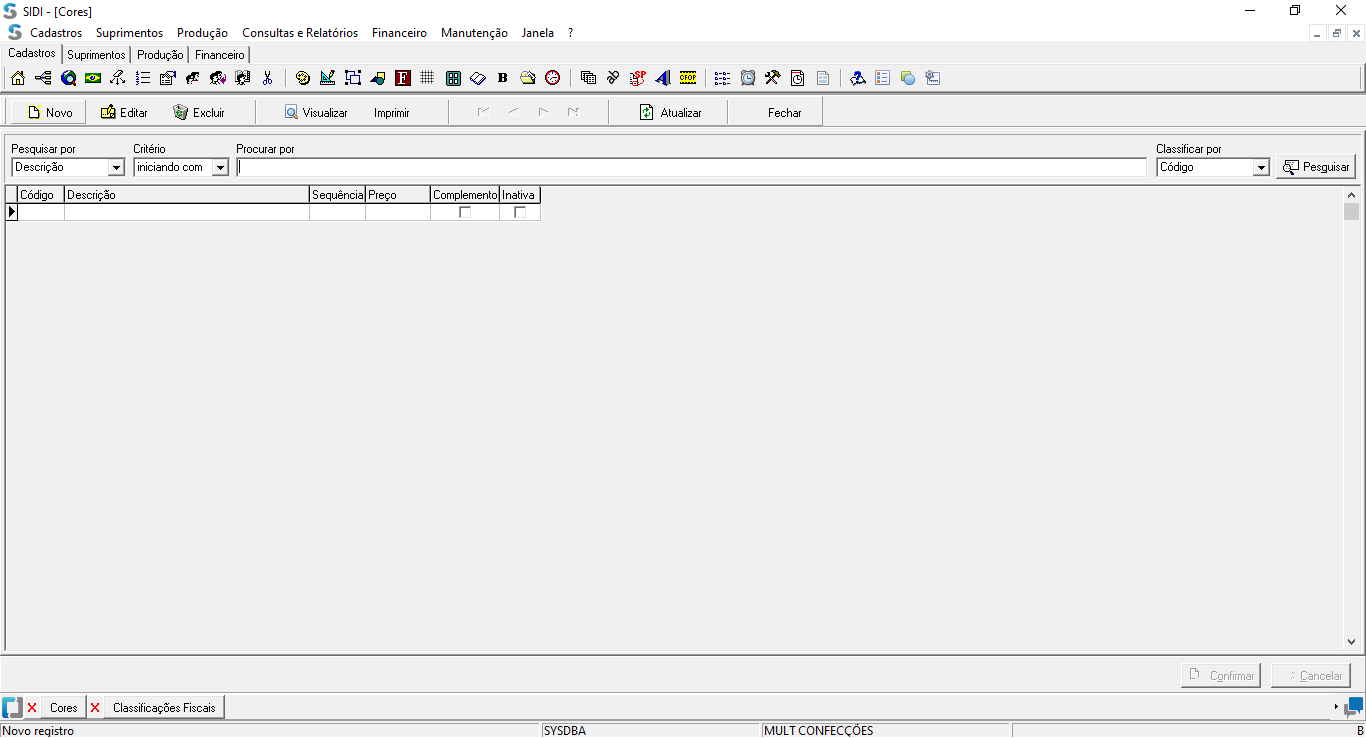 SIDI - [Cores]
Cadastros Suprimentos Produção Consultas e Relatórios Financeiro Manutenção Janela ?
Cadastros Suprimentos Produção Financeiro
F B SP CFOP
Novo Editar Excluir Visualizar Imprimir Atualizar Fechar
Pesquisar por Critério Procurar por Classificar por
Descrição iniciando com Código Pesquisar
Código Descrição Sequência Preço Complemento Inativa
Confirmar Cancelar
Cores Classificações Fiscais
Novo registro SYSDBA MULT CONFECÇÕES B